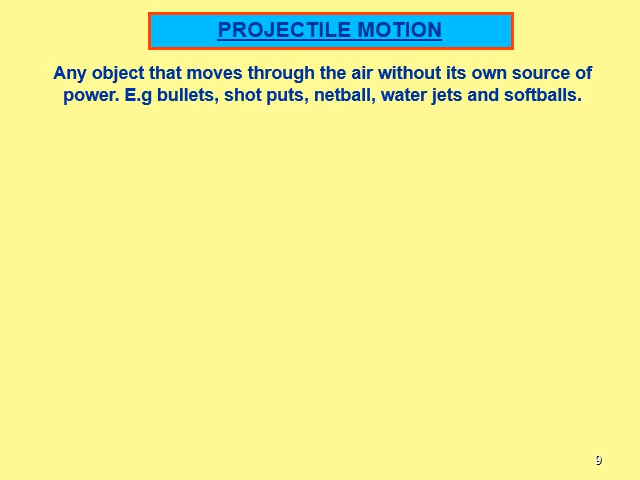 PROJECTILE MOTION
Any object that moves through the air without its own source of
power. E.g bullets, shot puts, netball, water jets and softballs.
9